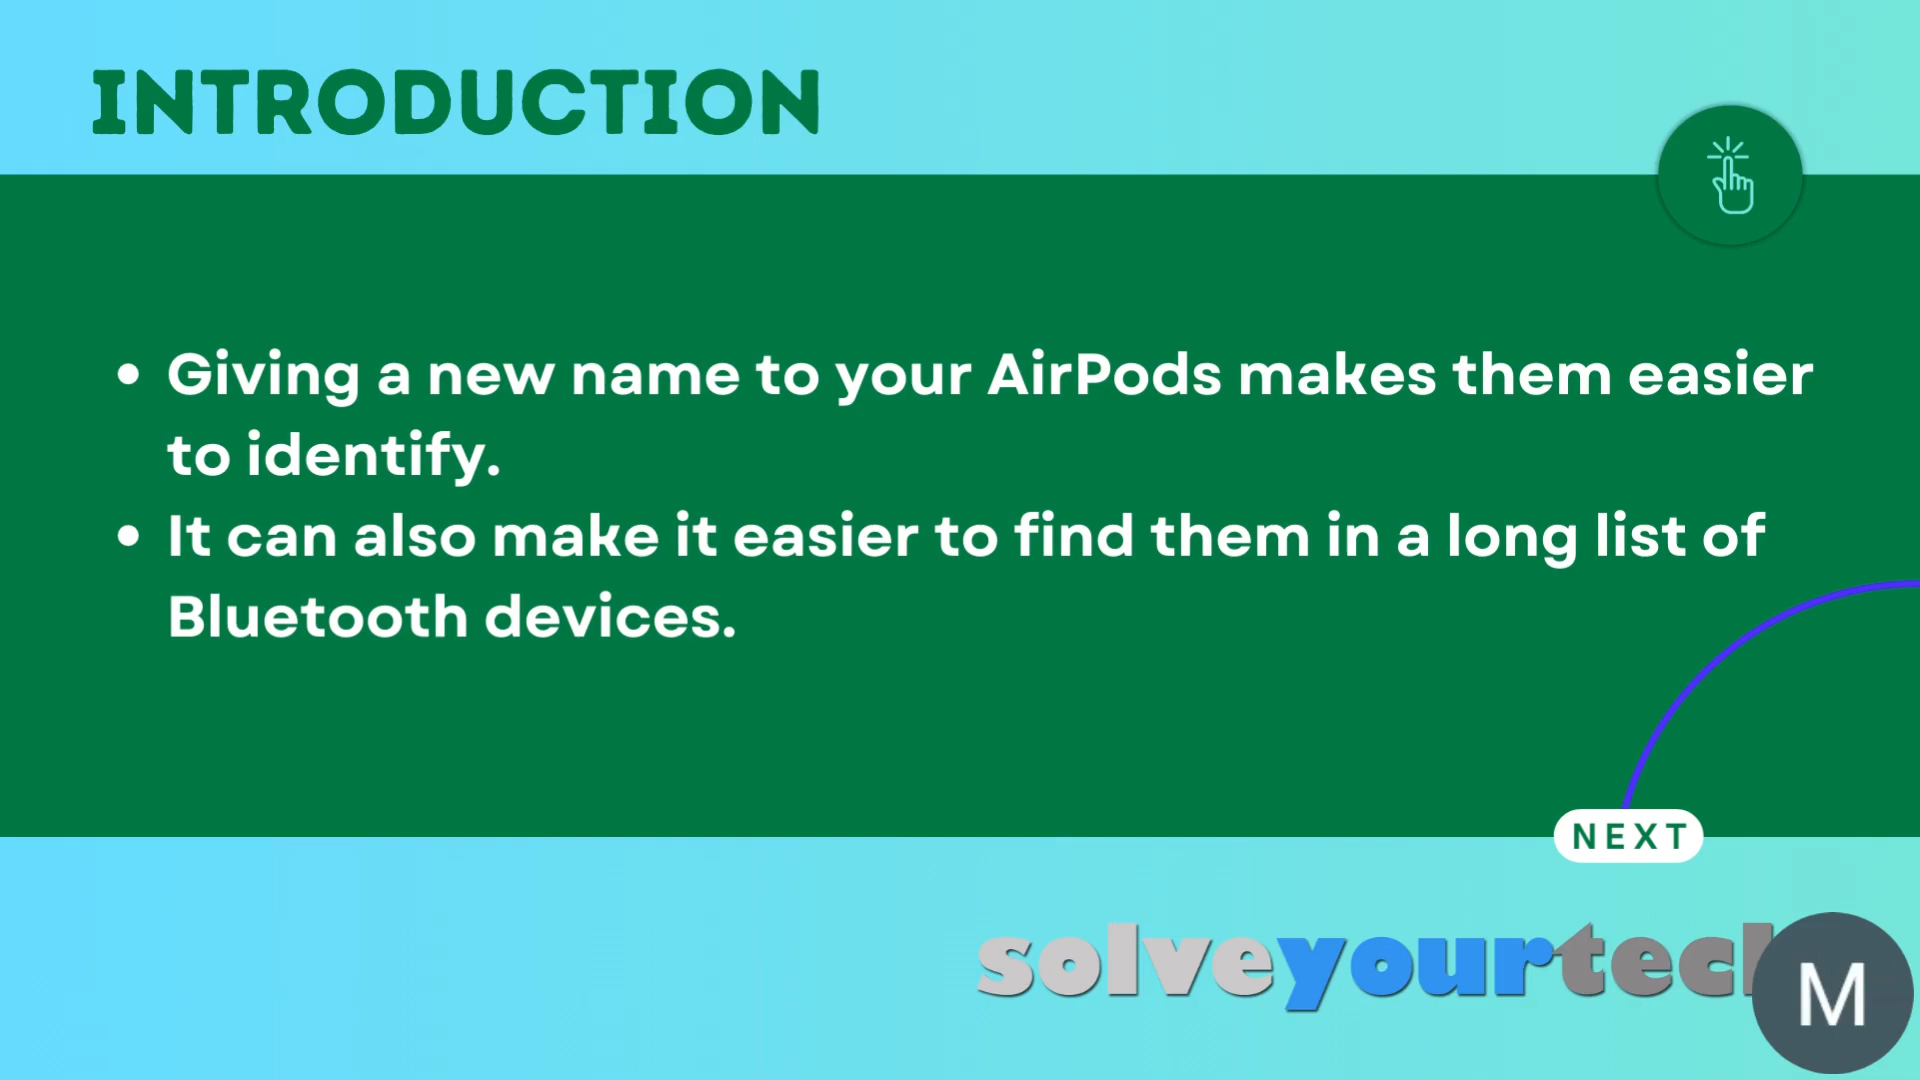 INTRODUCTION
• Giving a new name to your AirPods makes them easier
to identify.
• It can also make it easier to find them in a long list of
Bluetooth devices.
NEXT
solveyourtec
M